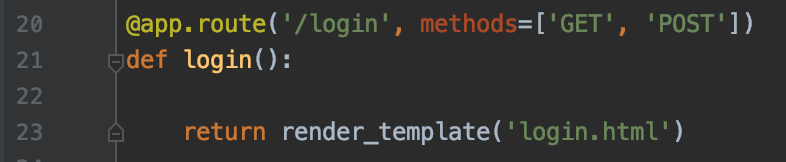 20 @app.route('/login', methods=['GET', 'POST'])
21 def login():
22
23     return render_template('login.html')